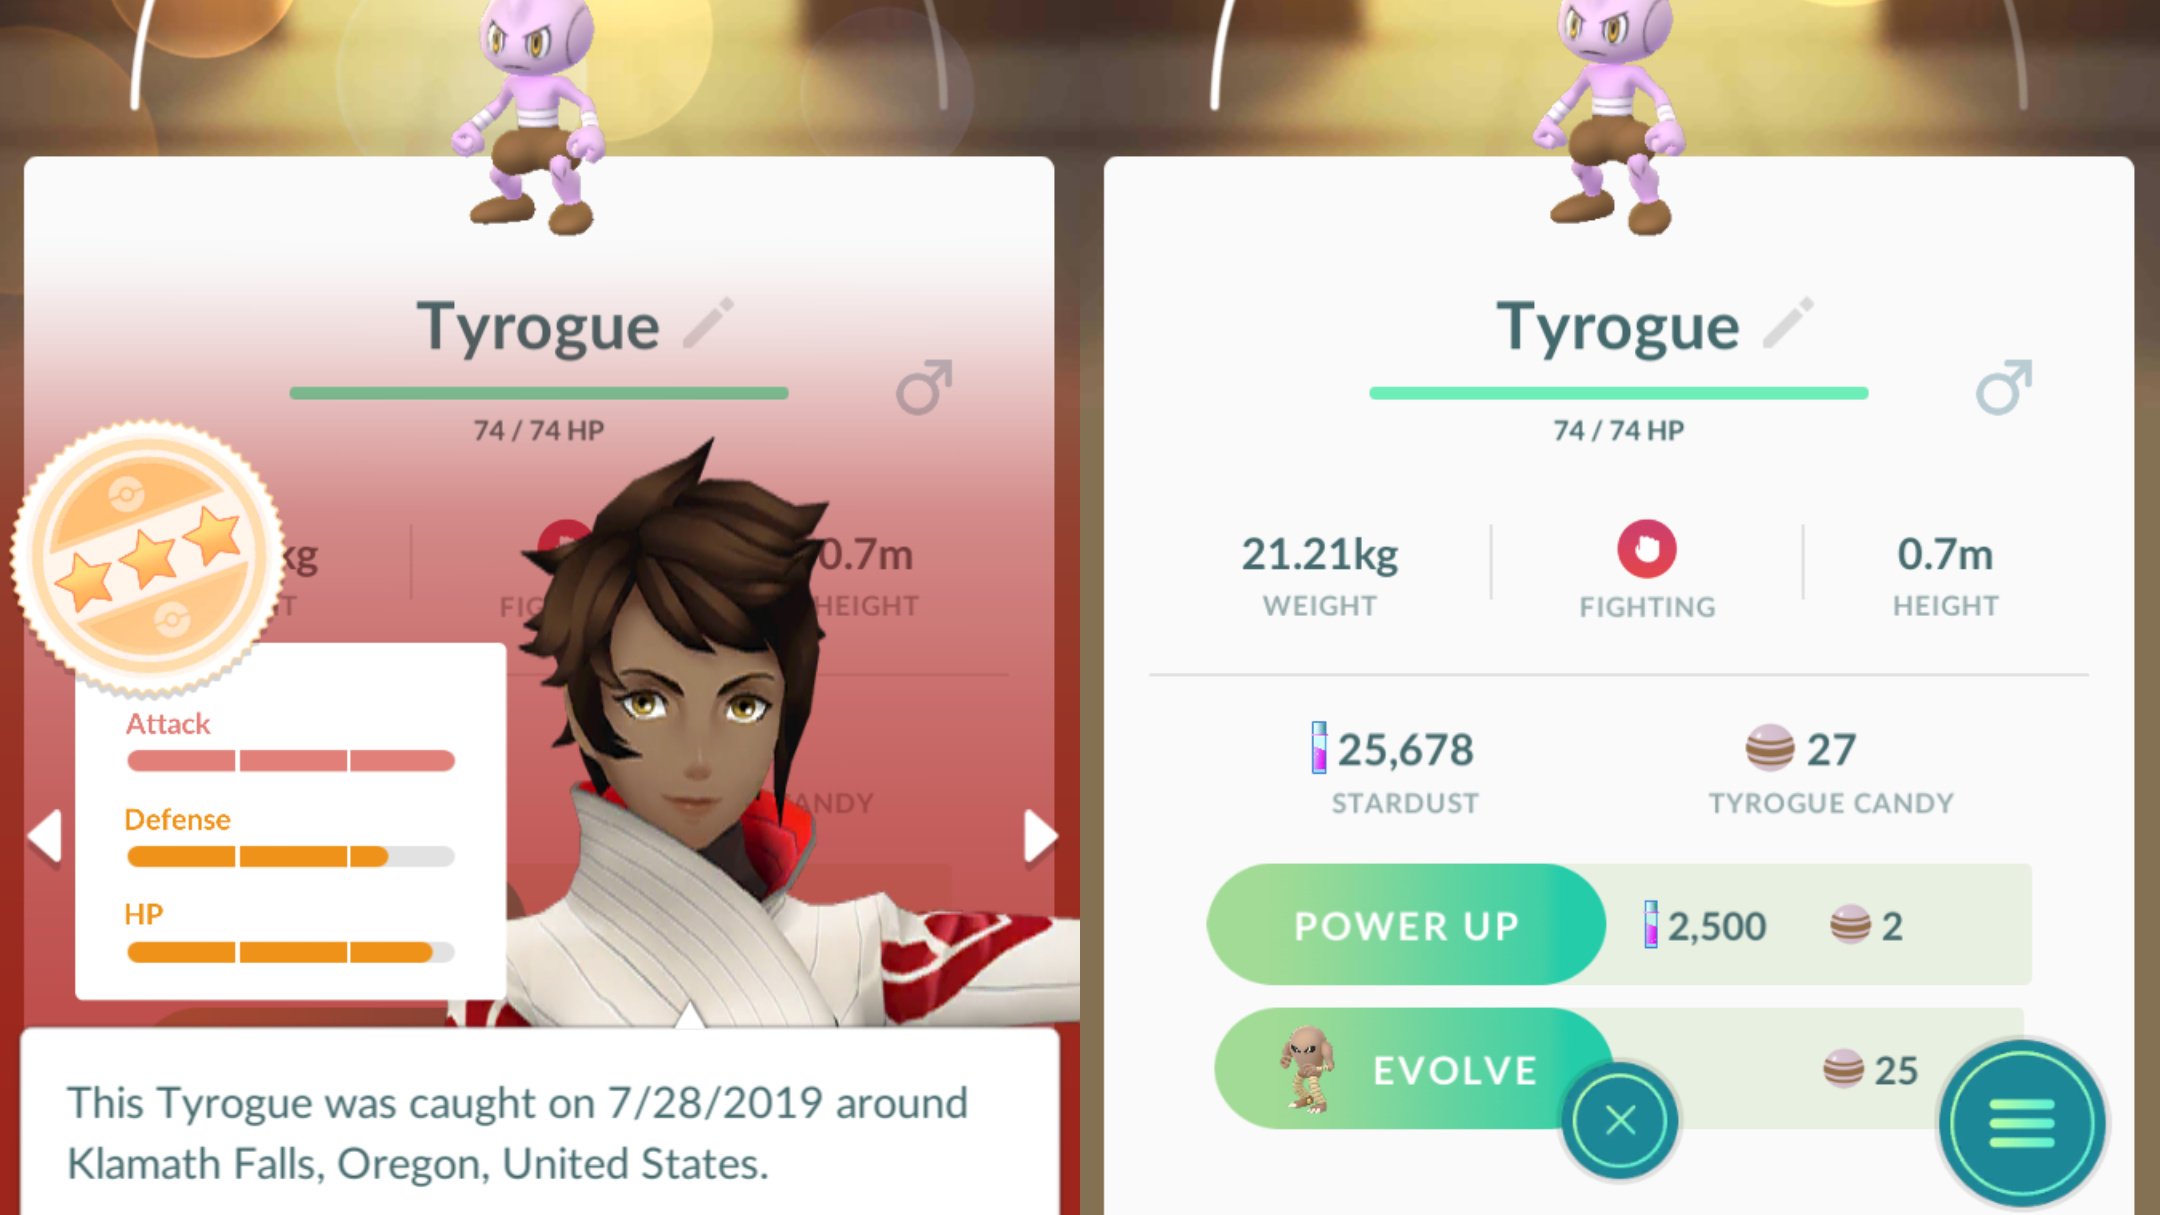 Tyrogue
74 / 74 HP
kg
0.7m
HEIGHT
Attack
Defense
HP
This Tyrogue was caught on 7/28/2019 around
Klamath Falls, Oregon, United States.
Tyrogue
74 / 74 HP
21.21kg
WEIGHT
FIGHTING
0.7m
HEIGHT
25,678
STARDUST
27
TYROGUE CANDY
POWER UP
2,500
2
EVOLVE
25